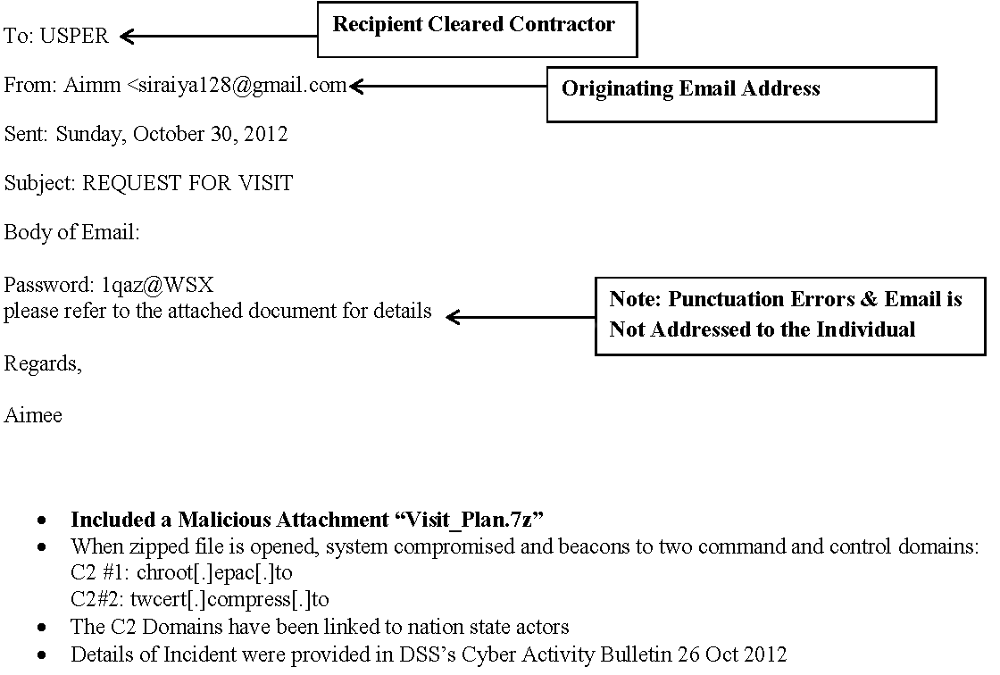 To: USPER
Recipient Cleared Contractor
From: Aimm <siraiya128@gmail.com
Originating Email Address
Sent: Sunday, October 30, 2012
Subject: REQUEST FOR VISIT
Body of Email:
Password: 1qaz@WSX
please refer to the attached document for details
Note: Punctuation Errors & Email is
Not Addressed to the Individual
Regards,
Aimee
• Included a Malicious Attachment “Visit_Plan.7z”
• When zipped file is opened, system compromised and beacons to two command and control domains:
C2 #1: chroot[.]epac[.]to
C2#2: twcert[.]compress[.]to
• The C2 Domains have been linked to nation state actors
• Details of Incident were provided in DSS’s Cyber Activity Bulletin 26 Oct 2012